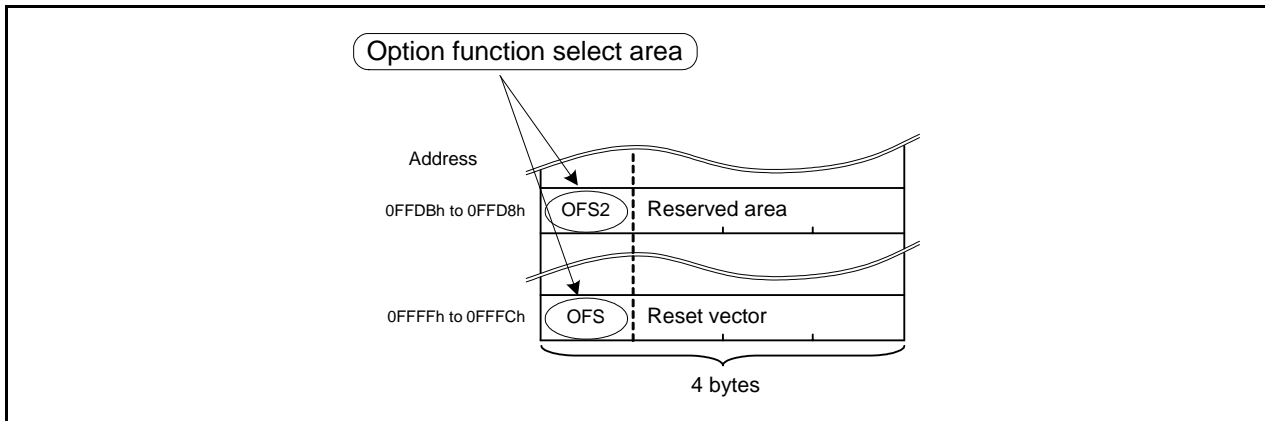 Option function select area
Address
0FFDBh to 0FFD8h
OFS2
Reserved area
0FFFFh to 0FFFCh
OFS
Reset vector
4 bytes